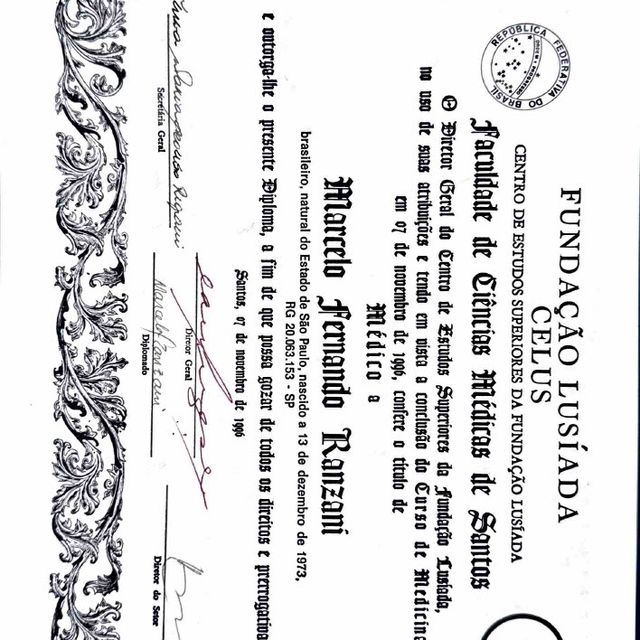 REPÚBLICA FEDERATIVA DO BRASIL
FUNDAÇÃO LUSÍADA
CELUS
CENTRO DE ESTUDOS SUPERIORES DA FUNDAÇÃO LUSÍADA
Faculdade de Ciências Médicas de Santos
O Diretor Geral do Centro de Estudos Superiores da Fundação Lusíada,
no uso de suas atribuições e tendo em vista a conclusão do Curso de Medicina
em 07 de novembro de 1996, confere o título de
Médico a
Marcelo Fernando Ranzani
brasileiro, natural do Estado de São Paulo, nascido a 13 de dezembro de 1973,
RG 20.063.153 - SP
e outorga-lhe o presente Diploma, a fim de que possa gozar de todos os direitos e prerrogativa
Santos, 07 de novembro de 1996
Secretária Geral
Diretor Geral
Diplomado
Diretor do Setor